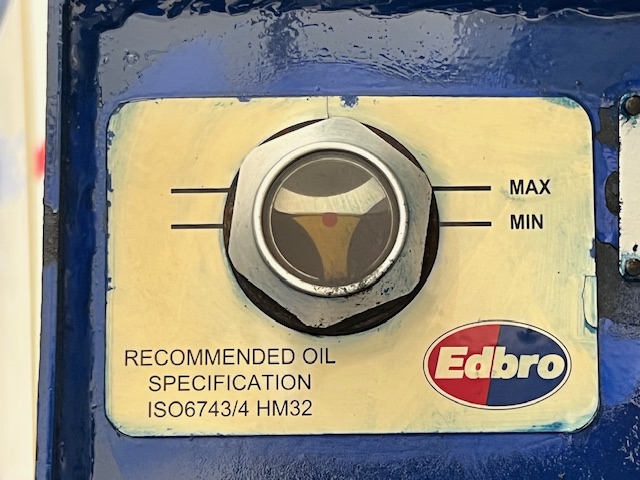 MAX
MIN
RECOMMENDED OIL
SPECIFICATION
ISO6743/4 HM32
Edbro